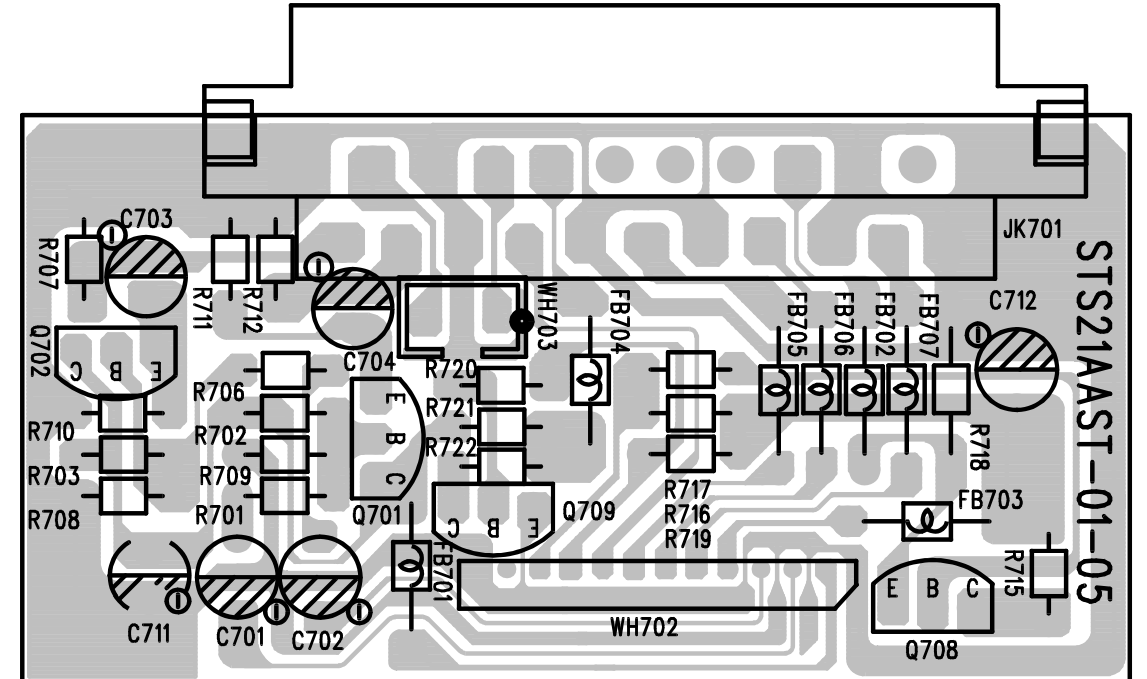 JK701
STS21AAST-01-05
C703
R707
R711
R712
C704
WH703
FB704
FB705
FB706
FB702
FB707
C712
Q702
C B E
R720
R721
R722
R706
R702
R709
R701
R710
R703
R708
E
B
C
Q701
C B E
Q709
R717
R716
R719
R718
FB703
FB701
R715
E B C
Q708
C711
C701
C702
WH702